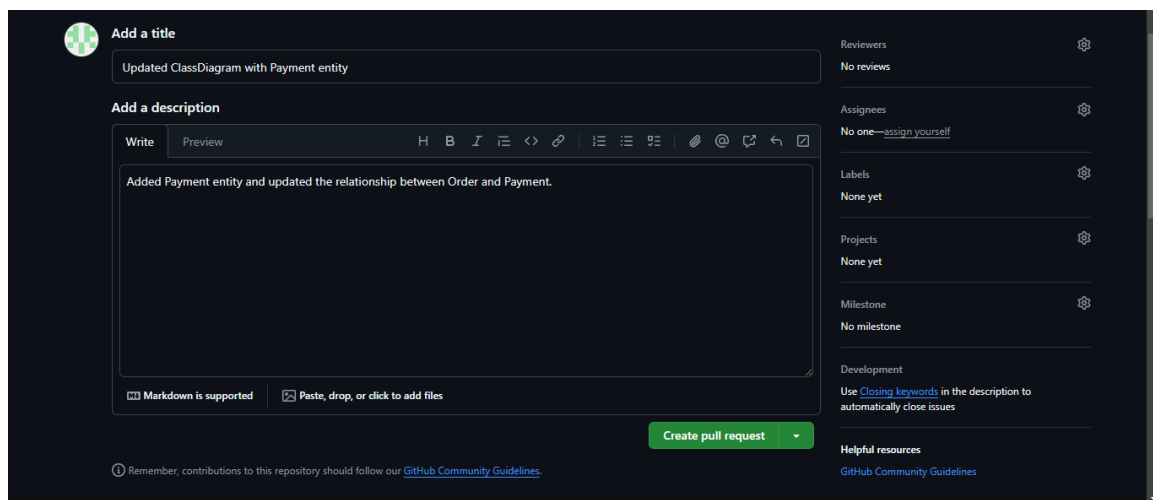 Add a title
Updated ClassDiagram with Payment entity
Add a description
Write Preview
Added Payment entity and updated the relationship between Order and Payment.
Markdown is supported
Paste, drop, or click to add files
Create pull request
Remember, contributions to this repository should follow our GitHub Community Guidelines.
Reviewers
No reviews
Assignees
No one—assign yourself
Labels
None yet
Projects
None yet
Milestone
No milestone
Development
Use Closing keywords in the description to
automatically close issues
Helpful resources
GitHub Community Guidelines